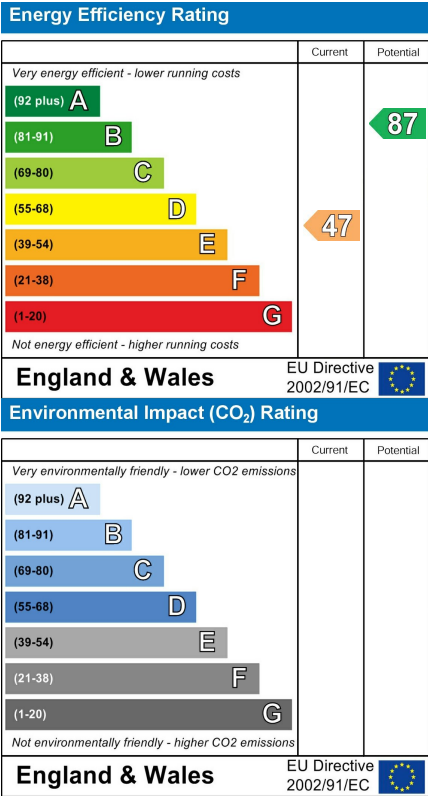 Energy Efficiency Rating
Current Potential
Very energy efficient - lower running costs
(92 plus) A
(81-91) B
87
(69-80) C
(55-68) D
47
(39-54) E
(21-38) F
(1-20) G
Not energy efficient - higher running costs
England & Wales
EU Directive
2002/91/EC
Environmental Impact (CO₂) Rating
Current Potential
Very environmentally friendly - lower CO2 emissions
(92 plus) A
(81-91) B
(69-80) C
(55-68) D
(39-54) E
(21-38) F
(1-20) G
Not environmentally friendly - higher CO2 emissions
England & Wales
EU Directive
2002/91/EC